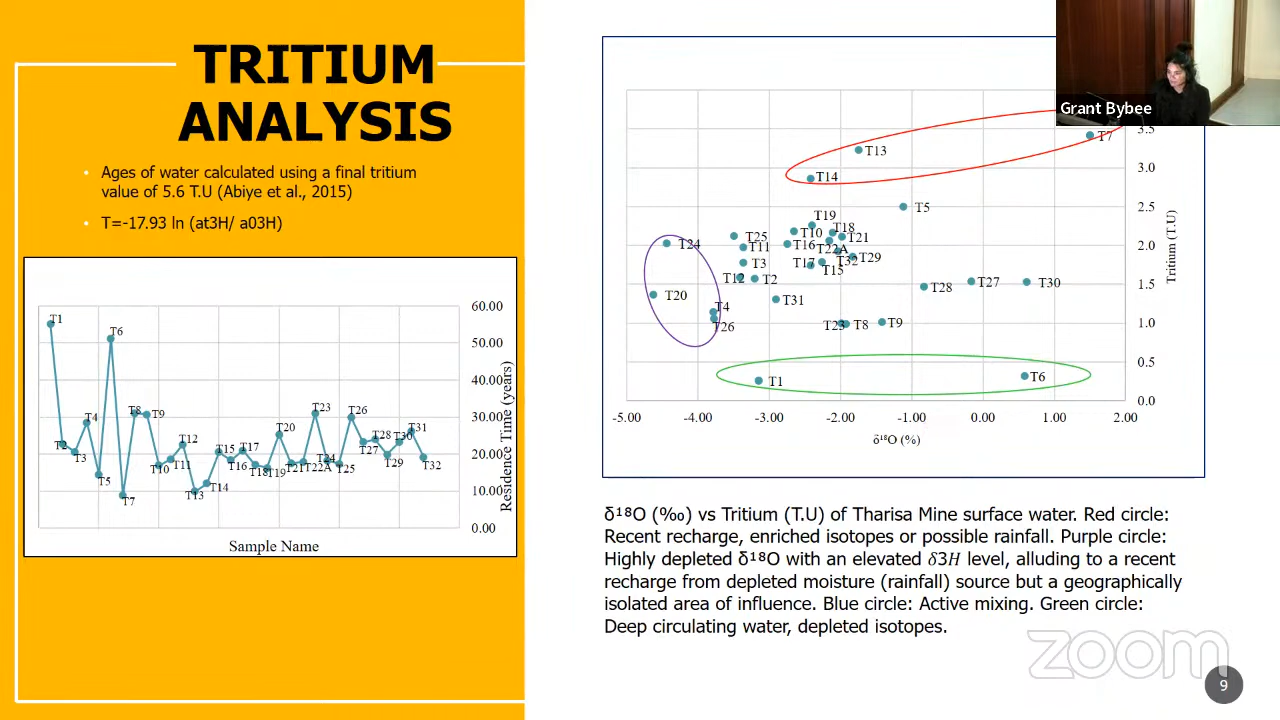 TRITIUM
ANALYSIS
• Ages of water calculated using a final tritium
value of 5.6 T.U (Abiye et al., 2015)
• T=-17.93 ln (at3H/ a03H)
60.00
50.00
40.00
30.00
20.00
10.00
0.00
Residence Time (years)
T1
T2
T3
T4
T5
T6
T7
T8
T9
T10
T11
T12
T13
T14
T15
T16
T17
T18
T19
T20
T21
T22A
T23
T24
T25
T26
T27
T28
T29
T30
T31
T32
Sample Name
Grant Bybee
T7
T13
T14
T5
T19
T18
T10
T21
T25
T24
T11
T16
T22A
T29
T32
T3
T17
T15
T12
T2
T28
T27
T30
T20
T31
T4
T26
T23
T8
T9
T1
T6
3.5
3.0
2.5
2.0
1.5
1.0
0.5
0.0
Tritium (T.U)
-5.00 -4.00 -3.00 -2.00 -1.00 0.00 1.00 2.00
δ¹⁸O (%)
δ¹⁸O (‰) vs Tritium (T.U) of Tharisa Mine surface water. Red circle:
Recent recharge, enriched isotopes or possible rainfall. Purple circle:
Highly depleted δ¹⁸O with an elevated 𝛿3𝐻 level, alluding to a recent
recharge from depleted moisture (rainfall) source but a geographically
isolated area of influence. Blue circle: Active mixing. Green circle:
Deep circulating water, depleted isotopes.
zoom
9